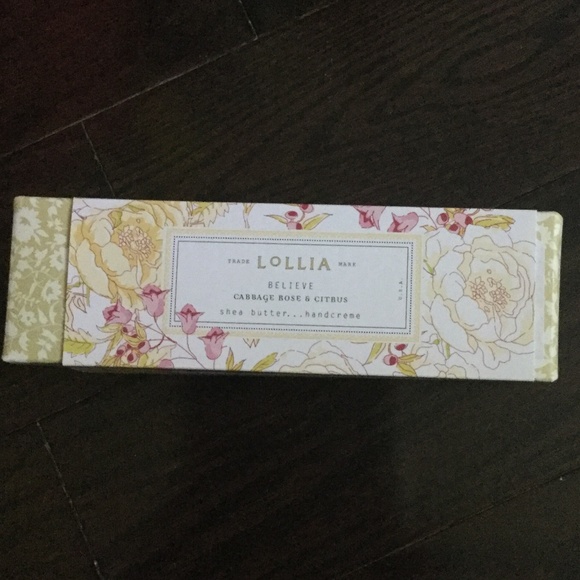 TRADE LOLLIA MARK
BELIEVE
CABBAGE ROSE & CITRUS
shea butter...handcreme
U.S.A.